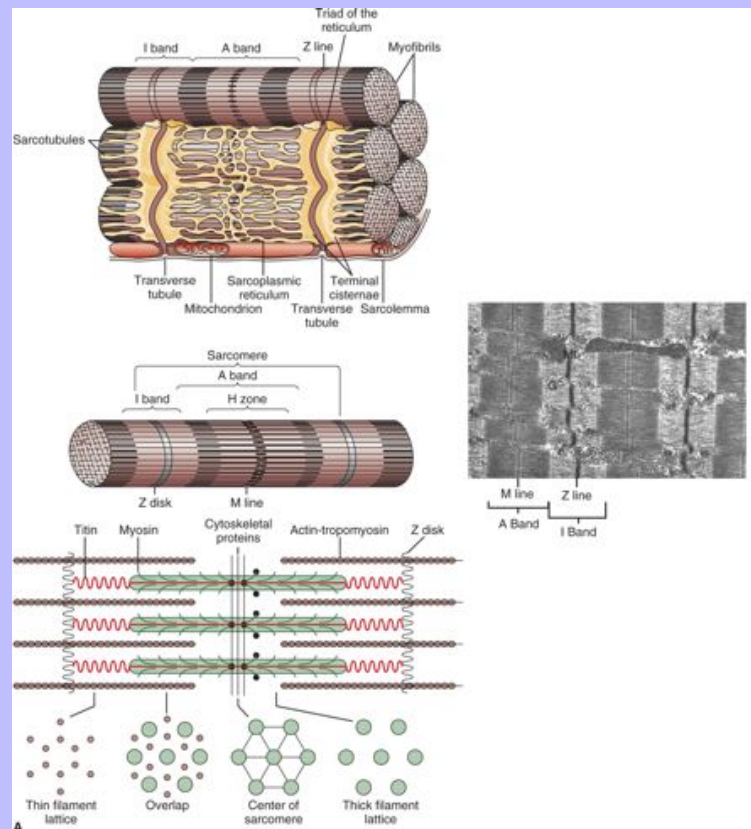 Triad of the
reticulum
I band
A band
Z line
Myofibrils
Sarcotubules
Transverse
tubule
Mitochondrion
Sarcoplasmic
reticulum
Transverse
tubule
Terminal
cisternae
Sarcolemma
Sarcomere
A band
I band
H zone
Z disk
M line
Titin
Myosin
Cytoskeletal
proteins
Actin-tropomyosin
Z disk
Thin filament
lattice
Overlap
Center of
sarcomere
Thick filament
lattice
A
M line
Z line
A Band
I Band